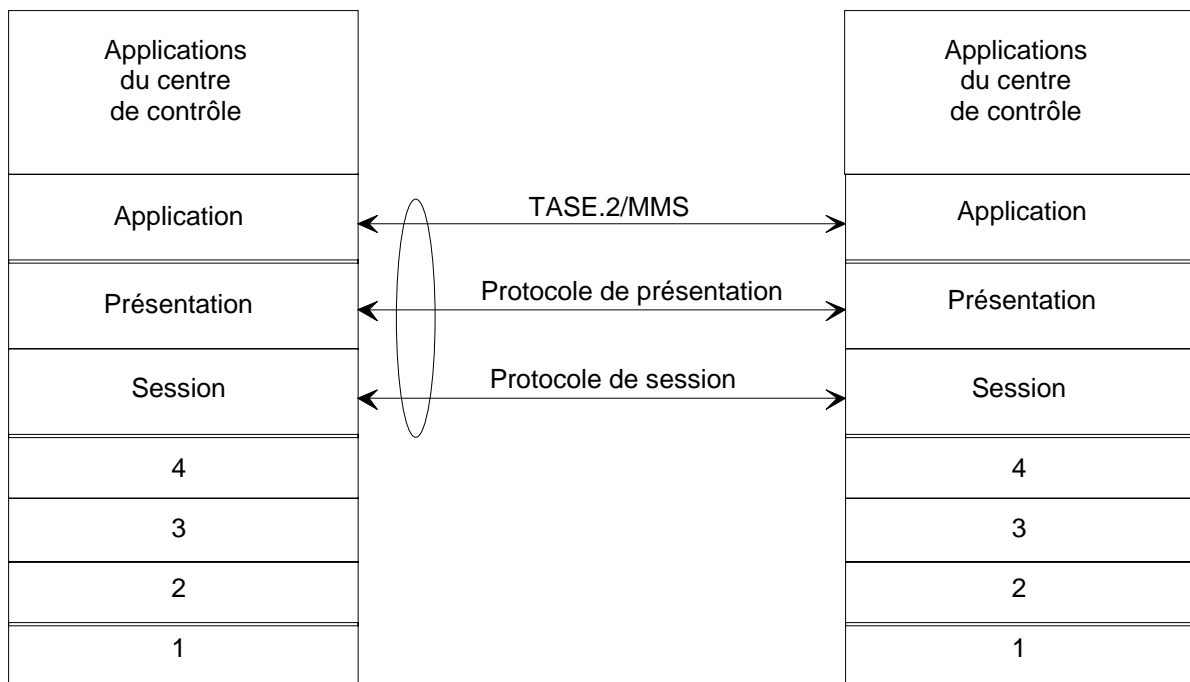 Applications
du centre
de contrôle
Applications
du centre
de contrôle
Application
TASE.2/MMS
Application
Présentation
Protocole de présentation
Présentation
Session
Protocole de session
Session
4
4
3
3
2
2
1
1